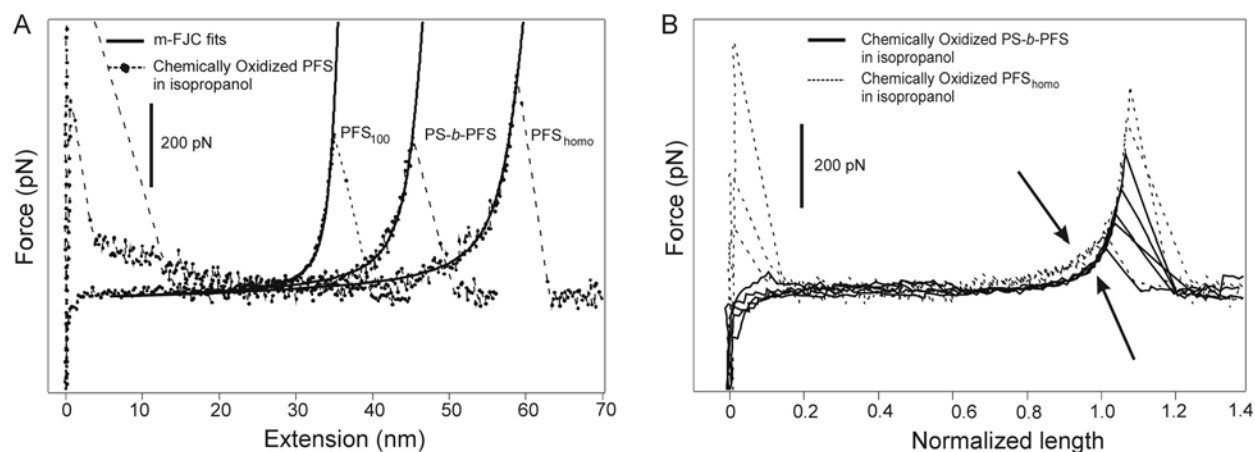 A
m-FJC fits
Chemically Oxidized PFS
in isopropanol
200 pN
PFS100
PS-b-PFS
PFShomo
Force (pN)
0 10 20 30 40 50 60 70
Extension (nm)
B
Chemically Oxidized PS-b-PFS
in isopropanol
Chemically Oxidized PFShomo
in isopropanol
200 pN
Force (pN)
0 0.2 0.4 0.6 0.8 1.0 1.2 1.4
Normalized length